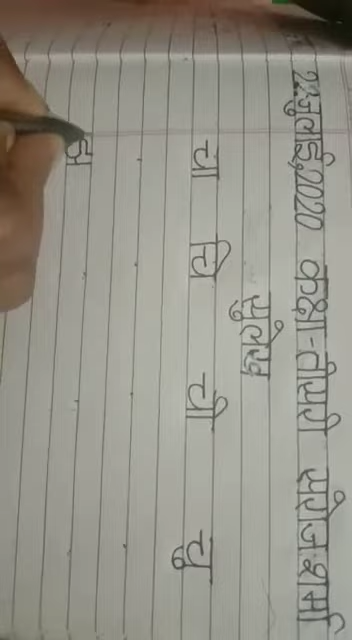 22 जुलाई,2020 कक्षा-तीसरी सरोज शर्मा
सुलेख
चा चि ची चु